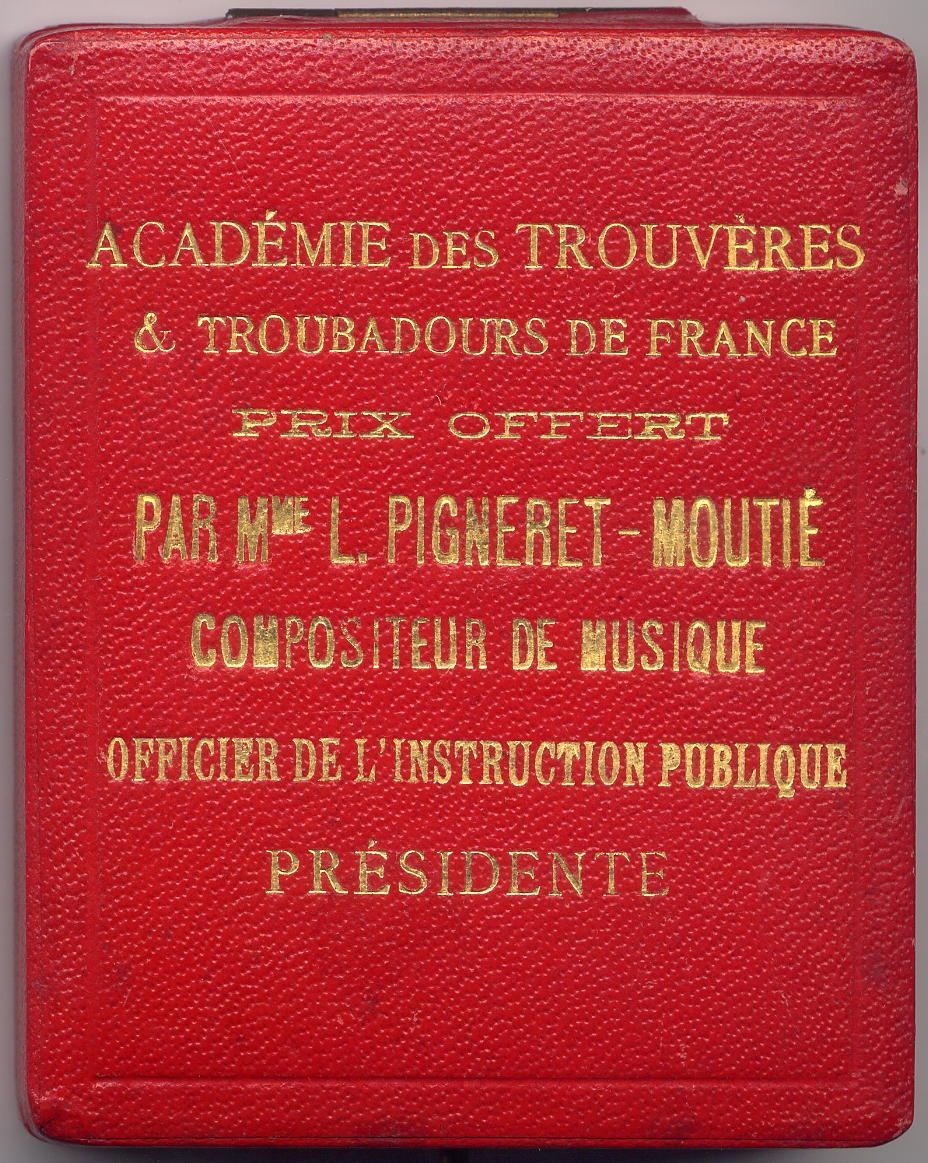 ACADÉMIE DES TROUVÈRES
& TROUBADOURS DE FRANCE
PRIX OFFERT
PAR MME L. PIGNERET-MOUTIÉ
COMPOSITEUR DE MUSIQUE
OFFICIER DE L'INSTRUCTION PUBLIQUE
PRÉSIDENTE